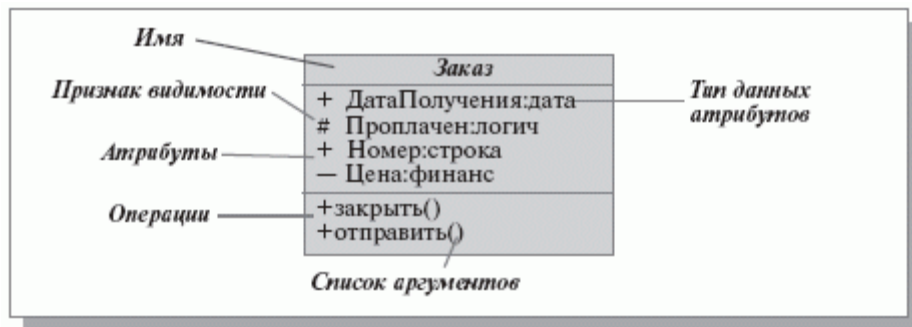 Имя
Заказ
Признак видимости
+ ДатаПолучения:дата
Тип данных
атрибутов
# Проплачен:логич
Атрибуты
+ Номер:строка
— Цена:финанс
Операции
+закрыть()
+отправить()
Список аргументов